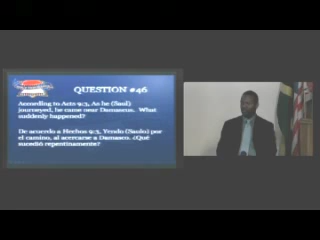 QUESTION #46
According to Acts 9:3, As he (Saul)
journeyed, he came near Damascus. What
suddenly happened?
De acuerdo a Hechos 9:3, Yendo (Saulo) por
el camino, al acercarse a Damasco. ¿Qué
sucedió repentinamente?